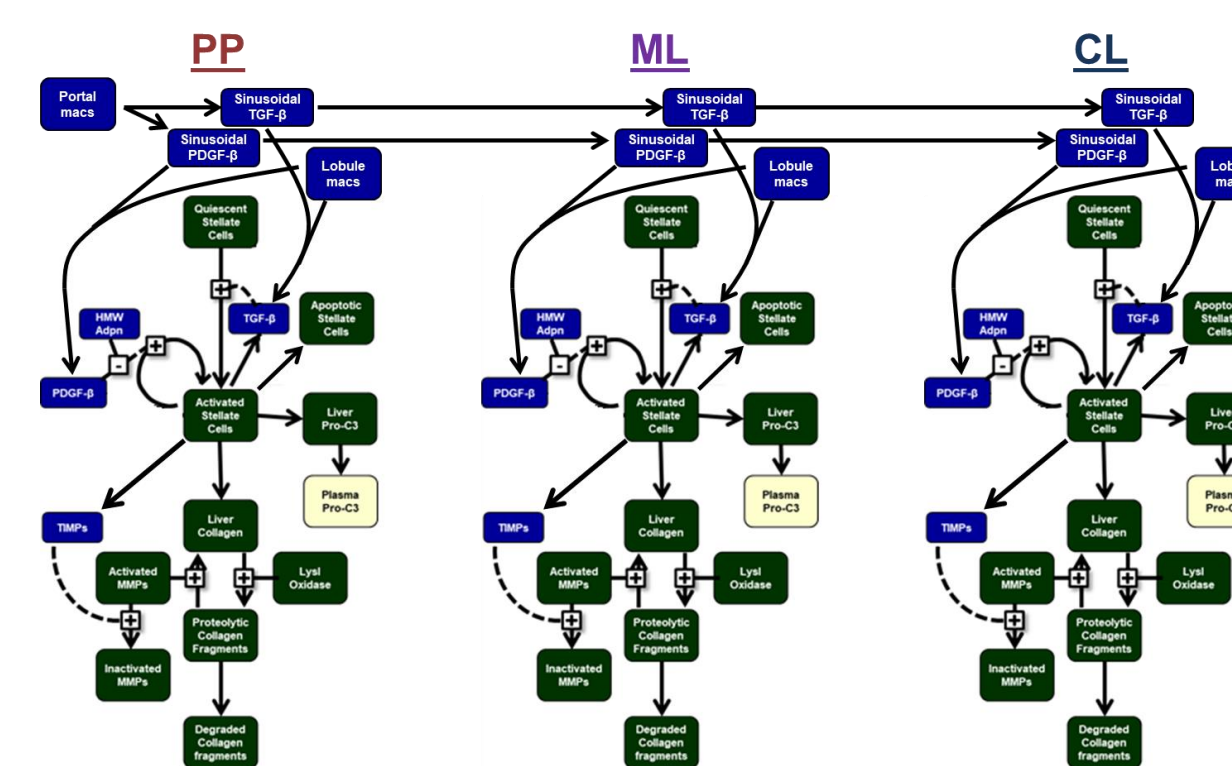 PP
ML
CL
Portal
macs
Sinusoidal
TGF-β
Sinusoidal
PDGF-β
Lobule
macs
Quiescent
Stellate
Cells
+
HMW
Adpn
-
+
TGF-β
Apoptotic
Stellate
Cells
PDGF-β
Activated
Stellate
Cells
Liver
Pro-C3
Plasma
Pro-C3
TIMPs
Liver
Collagen
Activated
MMPs
+
+
Lysl
Oxidase
+
Proteolytic
Collagen
Fragments
Inactivated
MMPs
Degraded
Collagen
fragments
Sinusoidal
TGF-β
Sinusoidal
PDGF-β
Lobule
macs
Quiescent
Stellate
Cells
+
HMW
Adpn
-
+
TGF-β
Apoptotic
Stellate
Cells
PDGF-β
Activated
Stellate
Cells
Liver
Pro-C3
Plasma
Pro-C3
TIMPs
Liver
Collagen
Activated
MMPs
+
+
Lysl
Oxidase
+
Proteolytic
Collagen
Fragments
Inactivated
MMPs
Degraded
Collagen
fragments
Sinusoidal
TGF-β
Sinusoidal
PDGF-β
Quiescent
Stellate
Cells
+
HMW
Adpn
-
+
TGF-β
Cells
PDGF-β
Activated
Stellate
Cells
TIMPs
Liver
Collagen
Activated
MMPs
+
+
Lysl
Oxidase
+
Proteolytic
Collagen
Fragments
Inactivated
MMPs
Degraded
Collagen
fragments